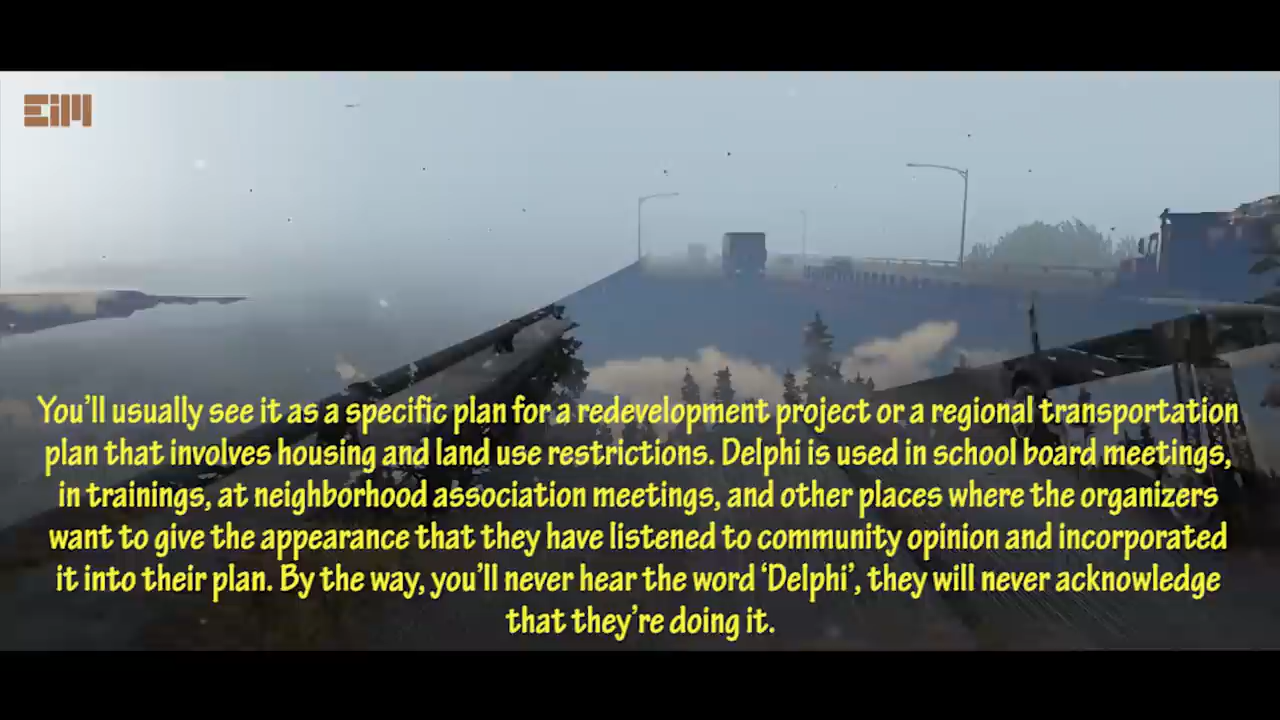 EIM
You'll usually see it as a specific plan for a redevelopment project or a regional transportation
plan that involves housing and land use restrictions. Delphi is used in school board meetings,
in trainings, at neighborhood association meetings, and other places where the organizers
want to give the appearance that they have listened to community opinion and incorporated
it into their plan. By the way, you'll never hear the word ‘Delphi’, they will never acknowledge
that they're doing it.